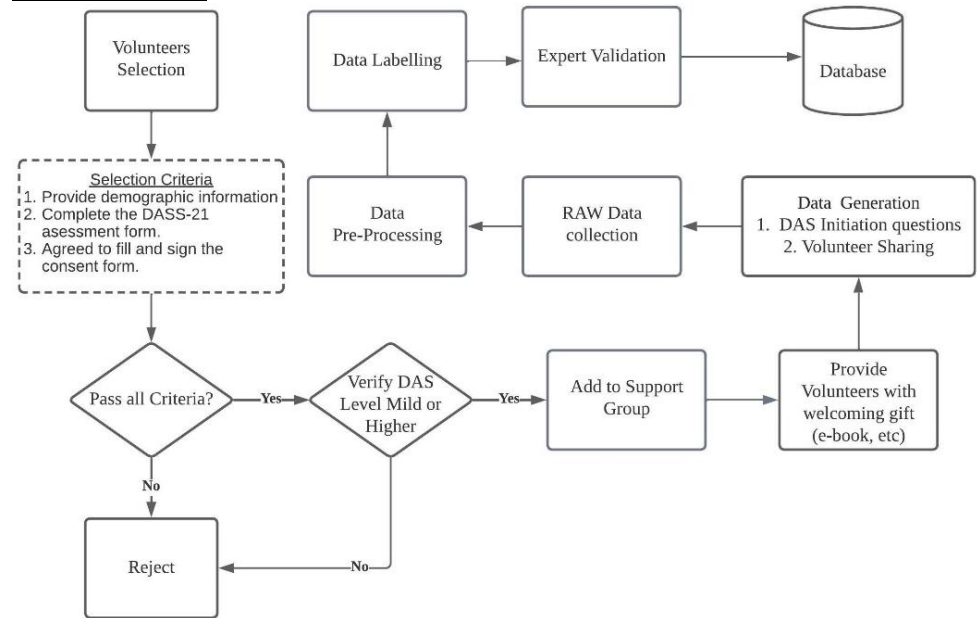 Volunteers
Selection
Selection Criteria
1. Provide demographic information
2. Complete the DASS-21
asessment form.
3. Agreed to fill and sign the
consent form.
Pass all Criteria?
Yes
No
Reject
Verify DAS
Level Mild or
Higher
Yes
No
Add to Support
Group
Provide
Volunteers with
welcoming gift
(e-book, etc)
Data Generation
1. DAS Initiation questions
2. Volunteer Sharing
RAW Data
collection
Data
Pre-Processing
Data Labelling
Expert Validation
Database